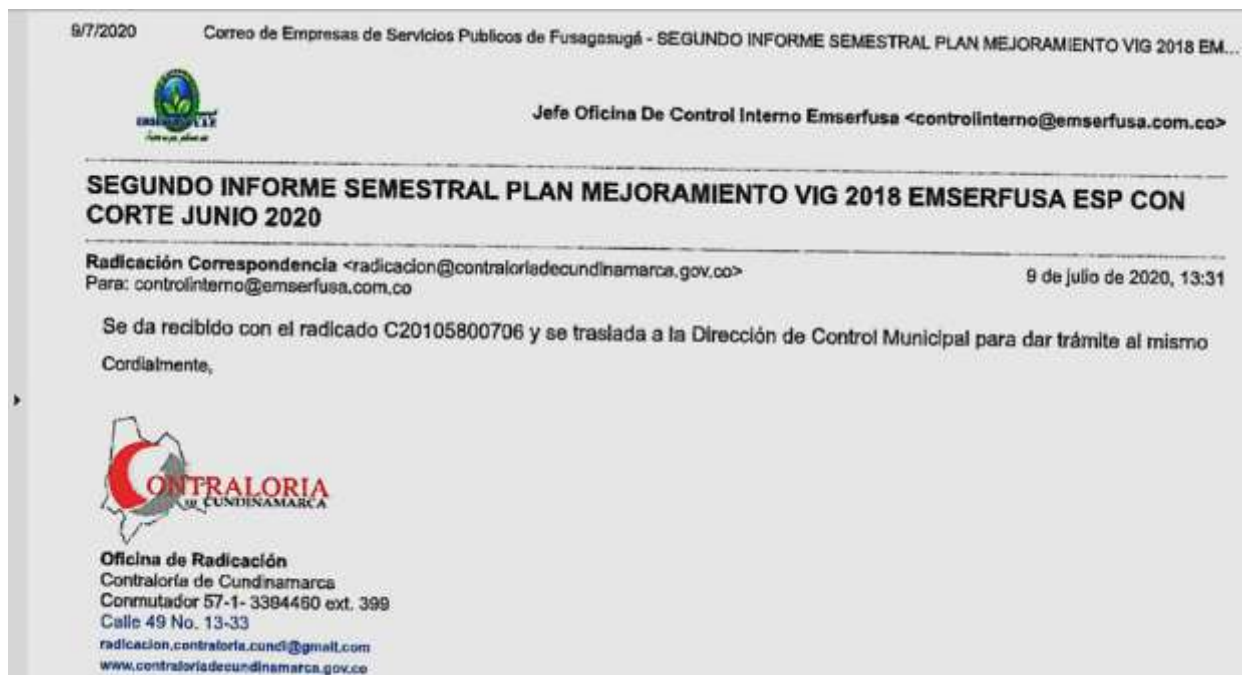 9/7/2020 Correo de Empresas de Servicios Publicos de Fusagasugá - SEGUNDO INFORME SEMESTRAL PLAN MEJORAMIENTO VIG 2018 EM...
Jefe Oficina De Control Interno Emserfusa <controlinterno@emserfusa.com.co>
SEGUNDO INFORME SEMESTRAL PLAN MEJORAMIENTO VIG 2018 EMSERFUSA ESP CON
CORTE JUNIO 2020
Radicación Correspondencia <radicacion@contraloriadecundinamarca.gov.co>
9 de julio de 2020, 13:31
Para: controlinterno@emserfusa.com.co
Se da recibido con el radicado C20105800706 y se traslada a la Dirección de Control Municipal para dar trámite al mismo
Cordialmente,
CONTRALORIA
DE CUNDINAMARCA
Oficina de Radicación
Contraloría de Cundinamarca
Conmutador 57-1- 3394460 ext. 399
Calle 49 No. 13-33
radicacion.contraloria.cundi@gmail.com
www.contraloriadecundinamarca.gov.co